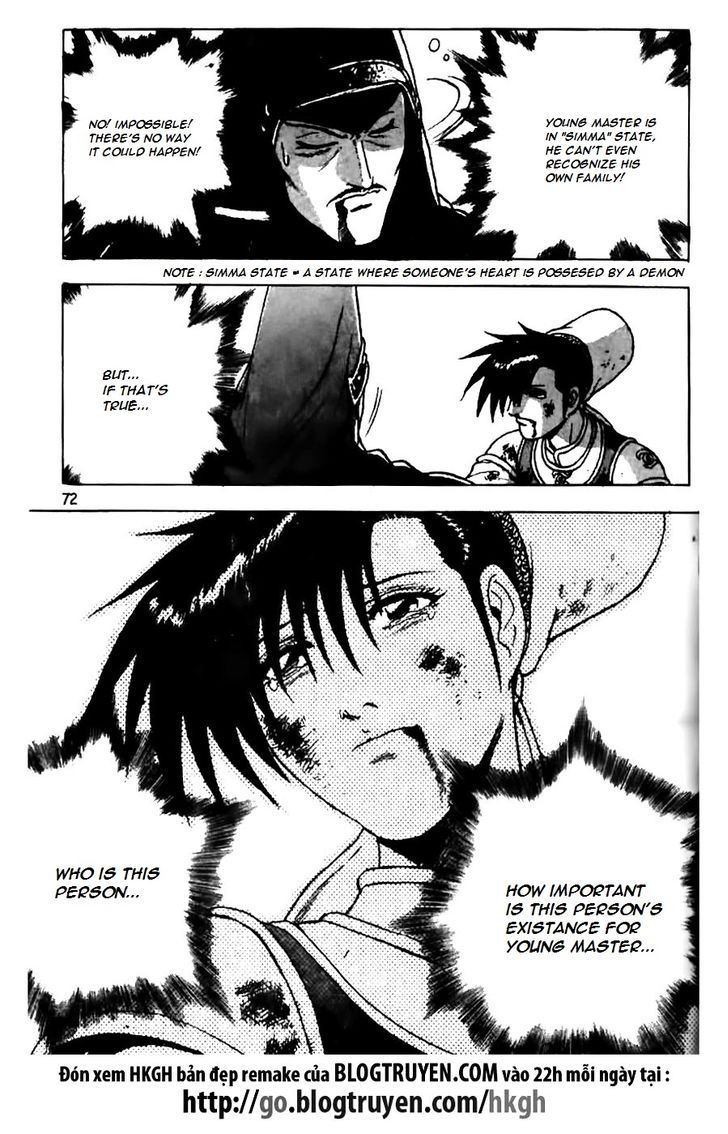 NO! IMPOSSIBLE!
THERE'S NO WAY
IT COULD HAPPEN!
YOUNG MASTER IS
IN "SIMMA" STATE,
HE CAN'T EVEN
RECOGNIZE HIS
OWN FAMILY!
NOTE : SIMMA STATE = A STATE WHERE SOMEONE'S HEART IS POSSESED BY A DEMON
BUT...
IF THAT'S
TRUE...
72
WHO IS THIS
PERSON...
HOW IMPORTANT
IS THIS PERSON'S
EXISTANCE FOR
YOUNG MASTER...
Đón xem HKGH bản đẹp remake của BLOGTRUYEN.COM vào 22h mỗi ngày tại :
http://go.blogtruyen.com/hkgh